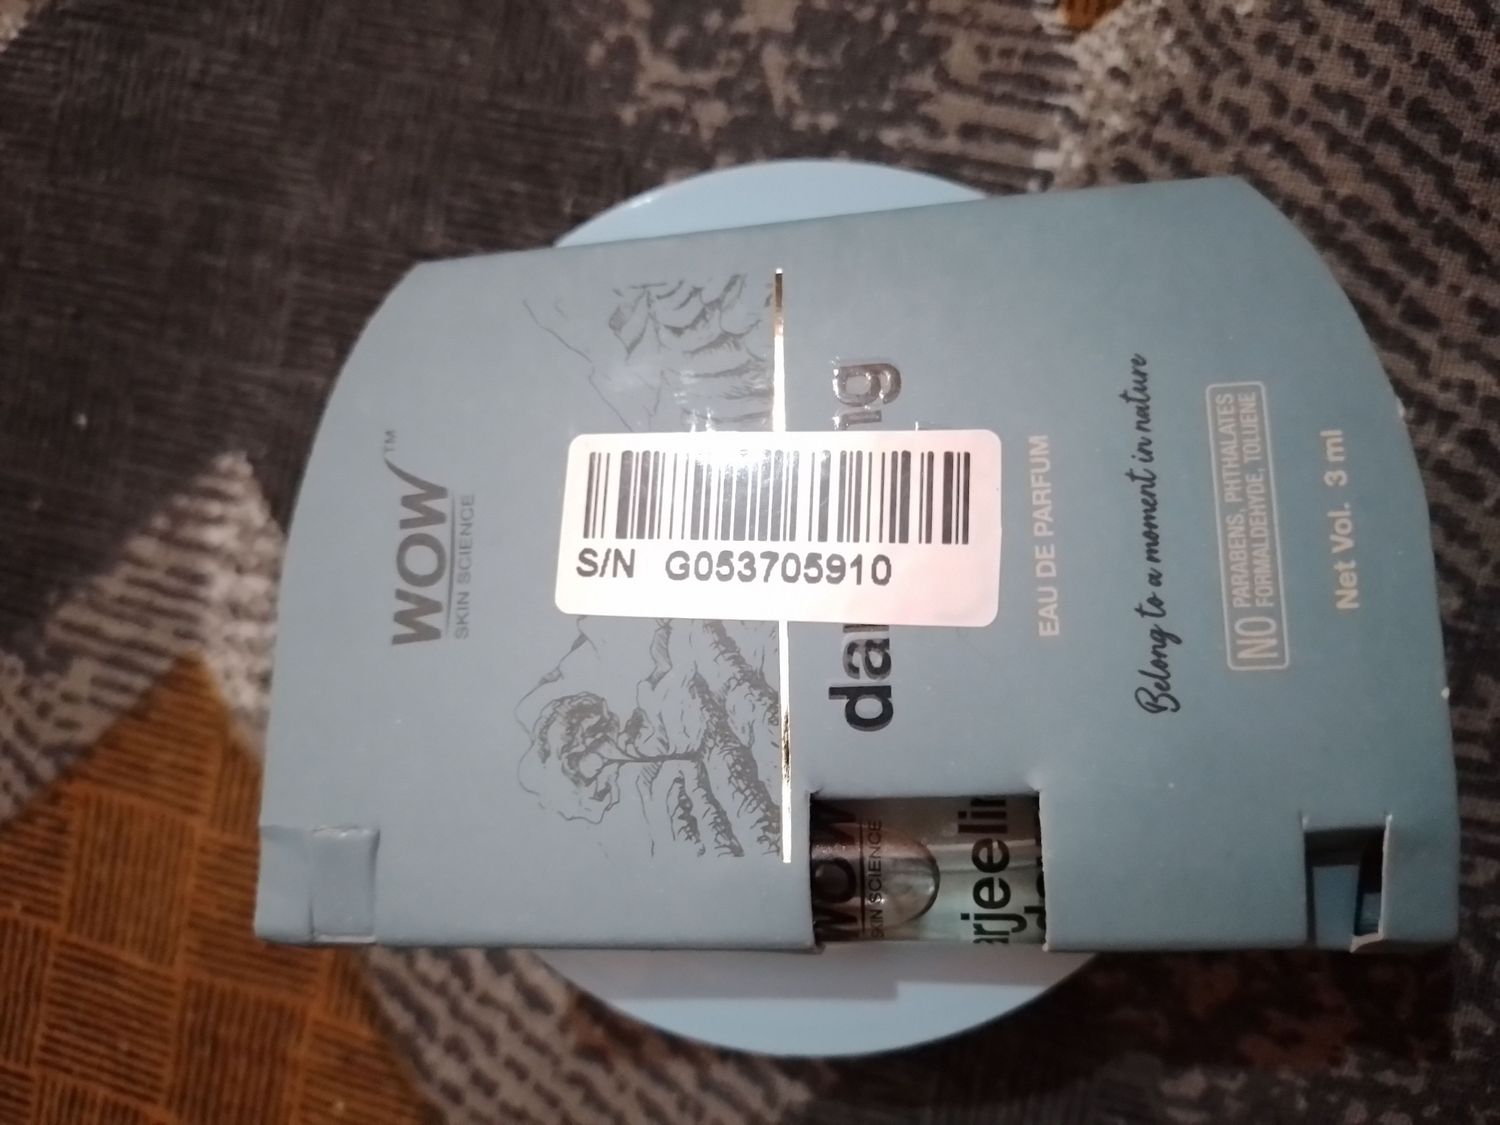 WOW™
SKIN SCIENCE
S/N G053705910
EAU DE PARFUM
Belong to a moment in nature
NO PARABENS, PHTHALATES
FORMALDEHYDE, TOLUENE
Net Vol. 3 ml
WOW
SKIN SCIENCE